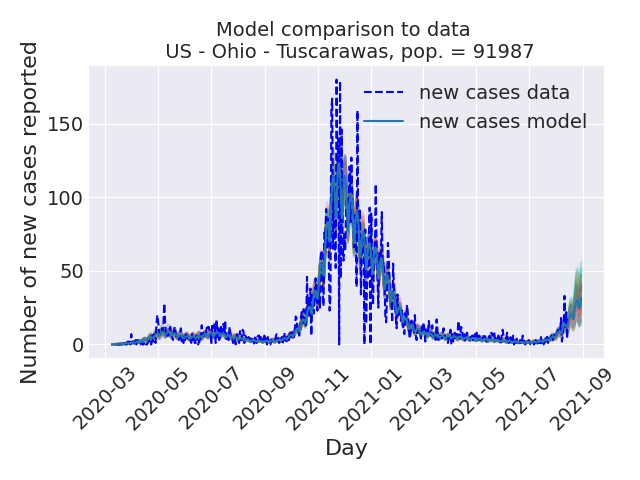 Model comparison to data
US - Ohio - Tuscarawas, pop. = 91987
Number of new cases reported
150
100
50
0
new cases data
new cases model
2020-03
2020-05
2020-07
2020-09
2020-11
2021-01
2021-03
2021-05
2021-07
2021-09
Day